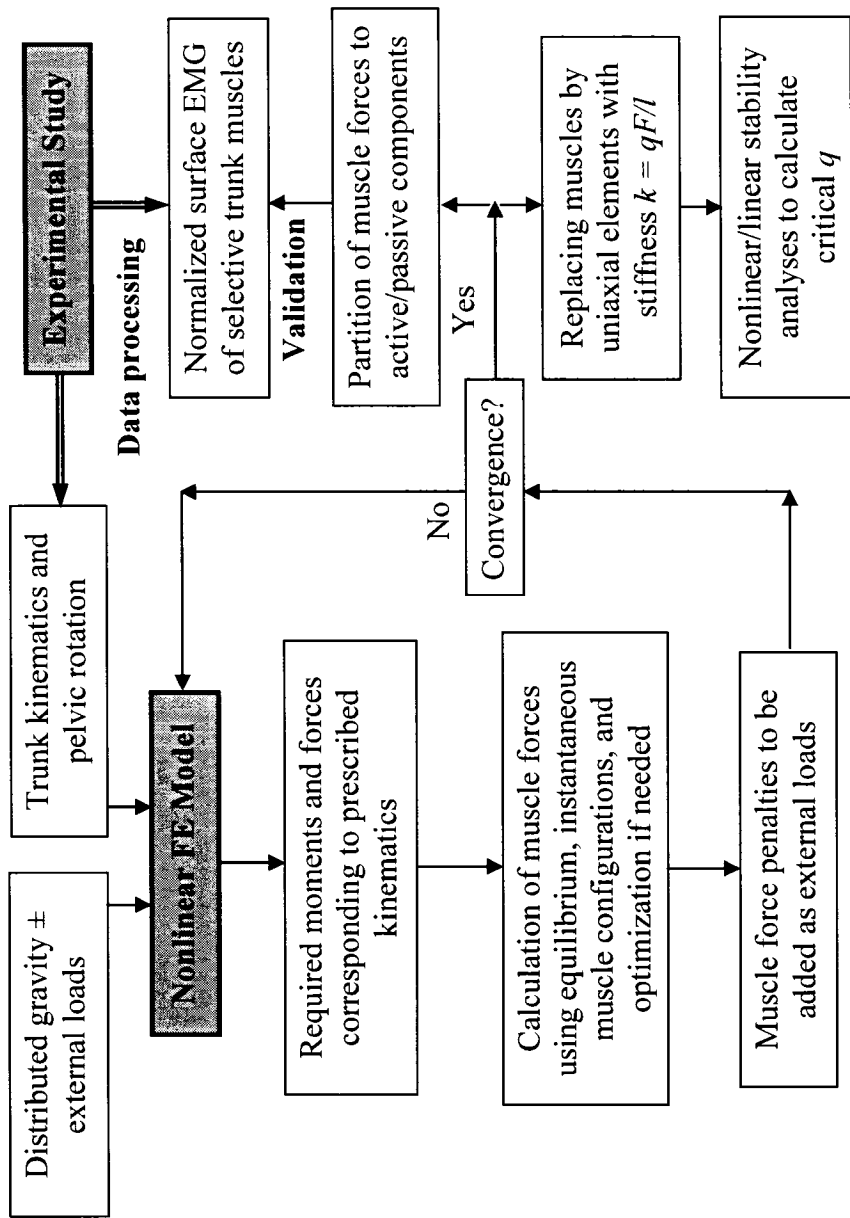 Distributed gravity ±
external loads
Trunk kinematics and
pelvic rotation
Experimental Study
Data processing
Nonlinear FE Model
Normalized surface EMG
of selective trunk muscles
Validation
Required moments and forces
corresponding to prescribed
kinematics
Partition of muscle forces to
active/passive components
No
Yes
Convergence?
Calculation of muscle forces
using equilibrium, instantaneous
muscle configurations, and
optimization if needed
Replacing muscles by
uniaxial elements with
stiffness k = qF/l
Muscle force penalties to be
added as external loads
Nonlinear/linear stability
analyses to calculate
critical q